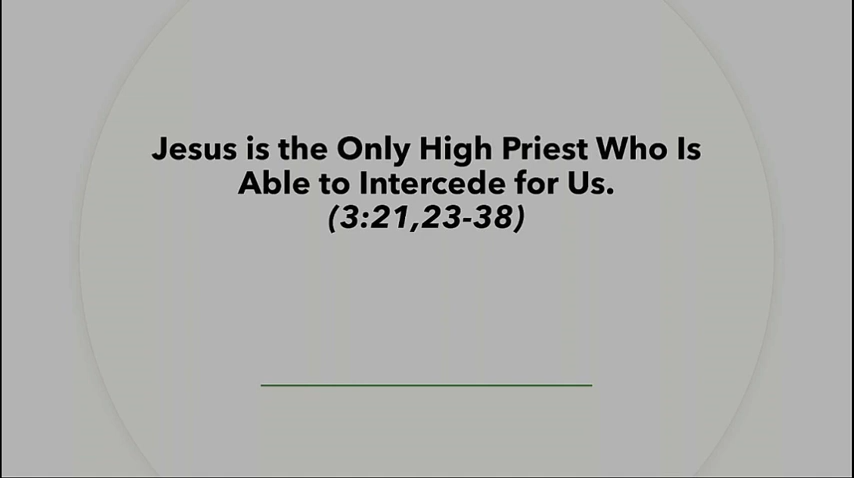 Jesus is the Only High Priest Who Is
Able to Intercede for Us.
(3:21,23-38)